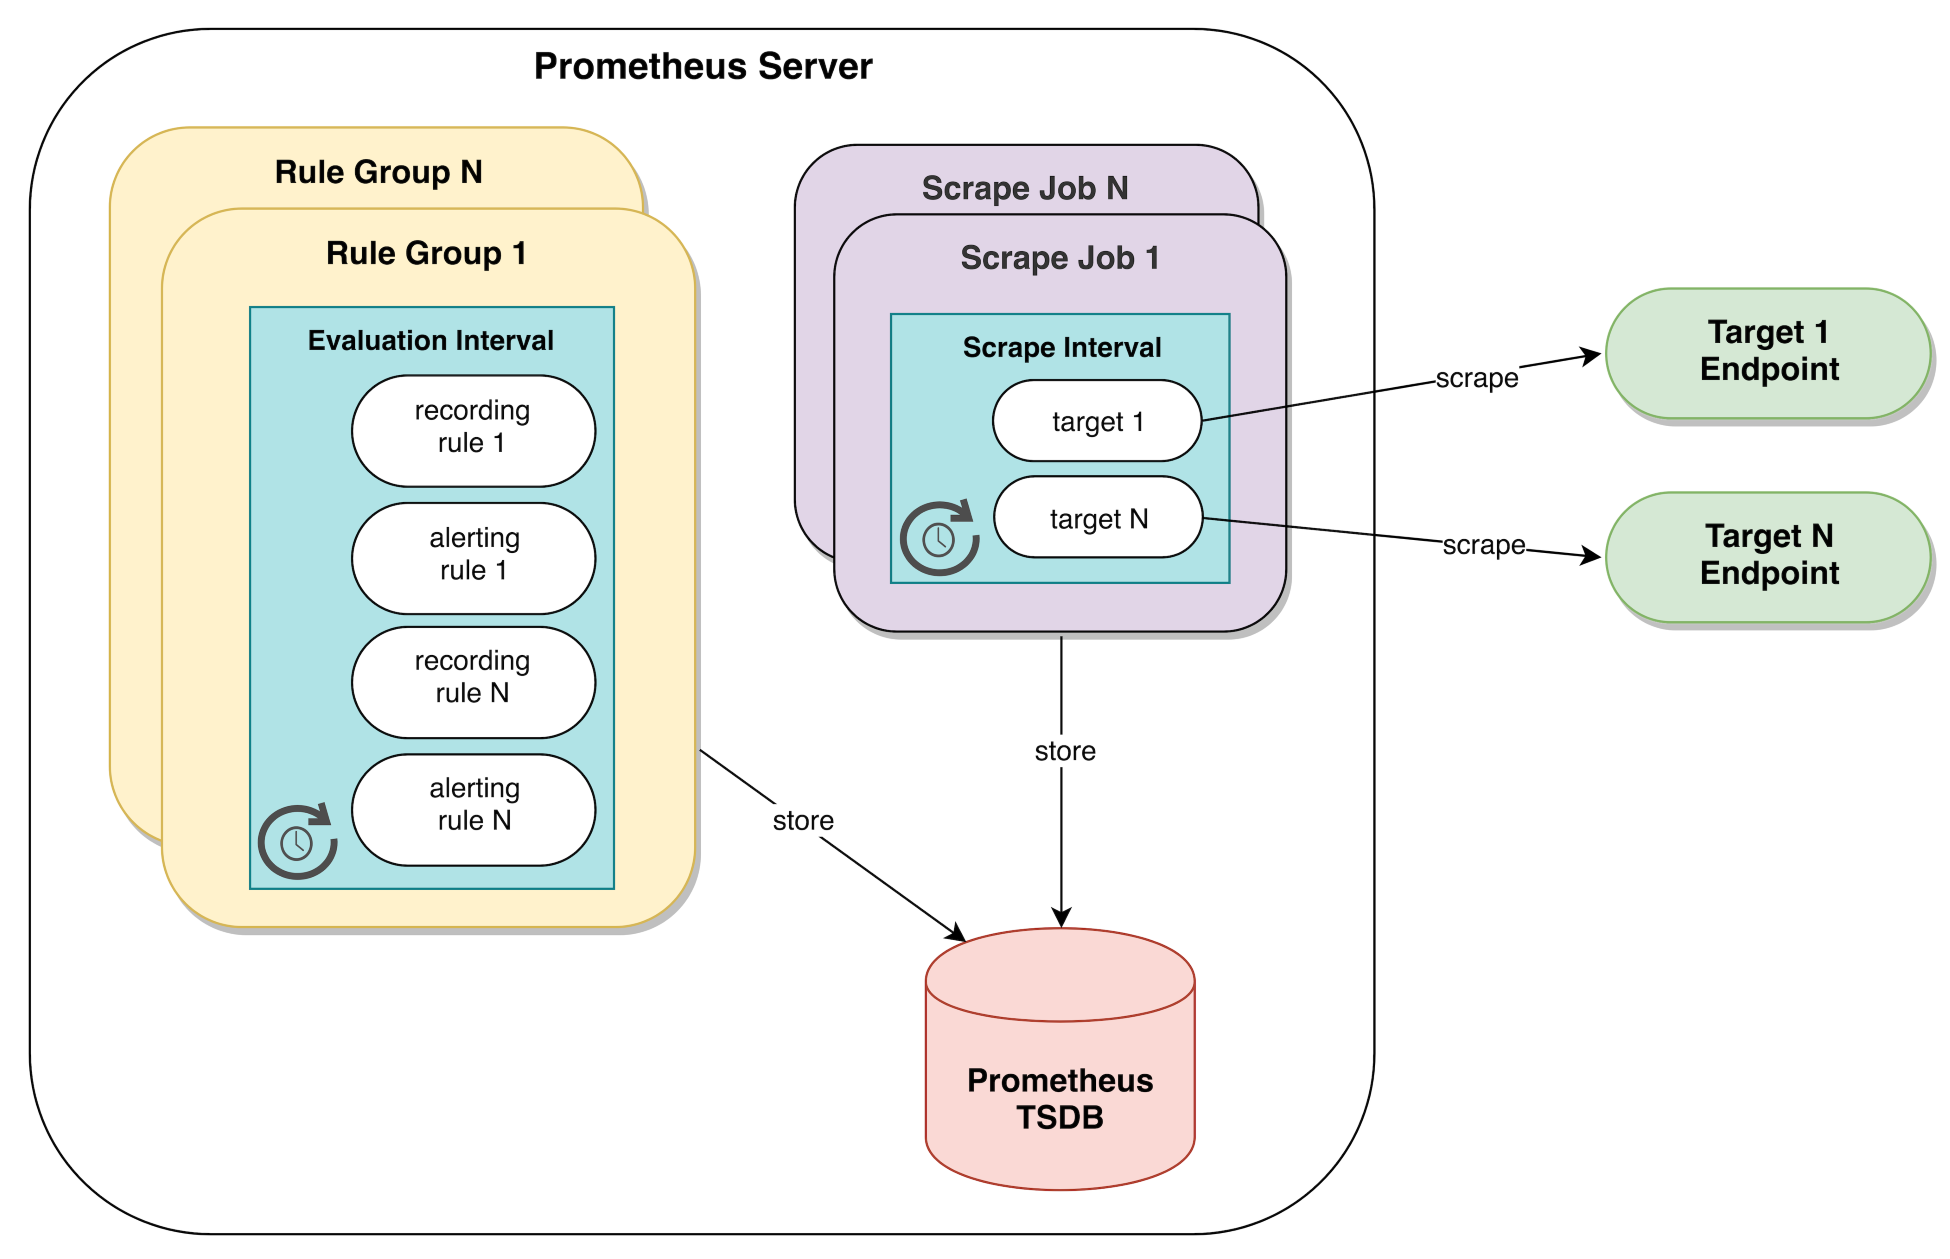 Prometheus Server
Rule Group N
Rule Group 1
Evaluation Interval
recording
rule 1
alerting
rule 1
recording
rule N
alerting
rule N
store
Scrape Job N
Scrape Job 1
Scrape Interval
target 1
target N
scrape
scrape
Target 1
Endpoint
Target N
Endpoint
store
Prometheus
TSDB